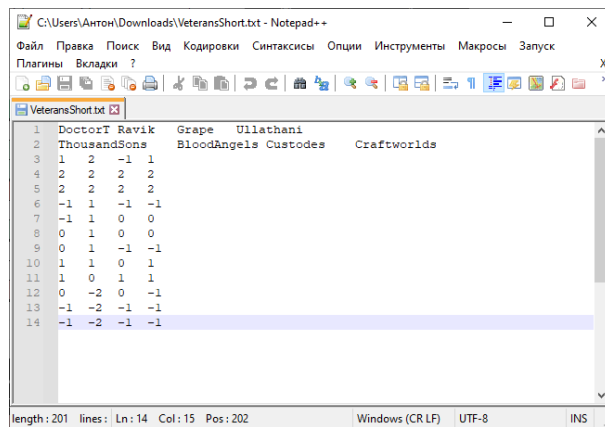 C:\Users\Антон\Downloads\VeteransShort.txt - Notepad++
Файл Правка Поиск Вид Кодировки Синтаксисы Опции Инструменты Макросы Запуск
Плагины Вкладки ? X
VeteransShort.txt
1 DoctorT Ravik Grape Ullathani
2 ThousandSons BloodAngels Custodes Craftworlds
3 1 2 -1 1
4 2 2 2 2
5 2 2 2 2
6 -1 1 -1 -1
7 -1 1 0 0
8 0 1 0 0
9 0 1 -1 -1
10 1 1 0 1
11 1 0 1 1
12 0 -2 0 -1
13 -1 -2 -1 -1
14 -1 -2 -1 -1
length : 201 lines : Ln : 14 Col : 15 Pos : 202 Windows (CR LF) UTF-8 INS